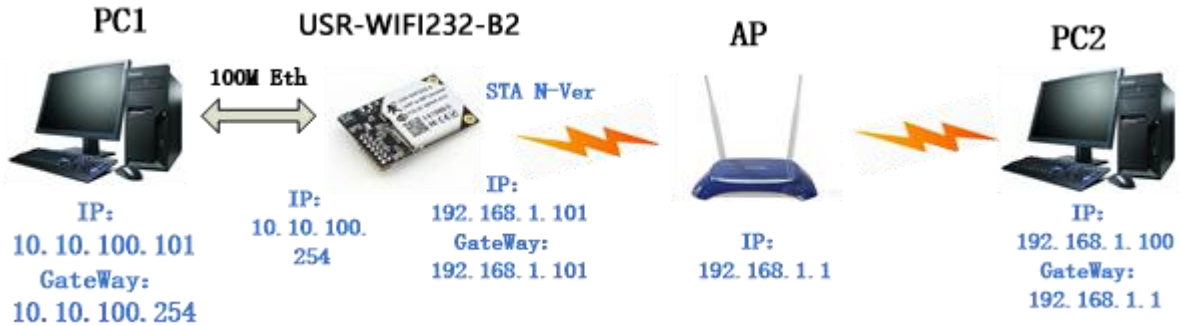 PC1
USR-WIFI232-B2
AP
PC2
100M Eth
STA N-Ver
IP:
10.10.100.101
GateWay:
10.10.100.254
IP:
10.10.100.
254
IP:
192.168.1.101
GateWay:
192.168.1.101
IP:
192.168.1.1
IP:
192.168.1.100
GateWay:
192.168.1.1